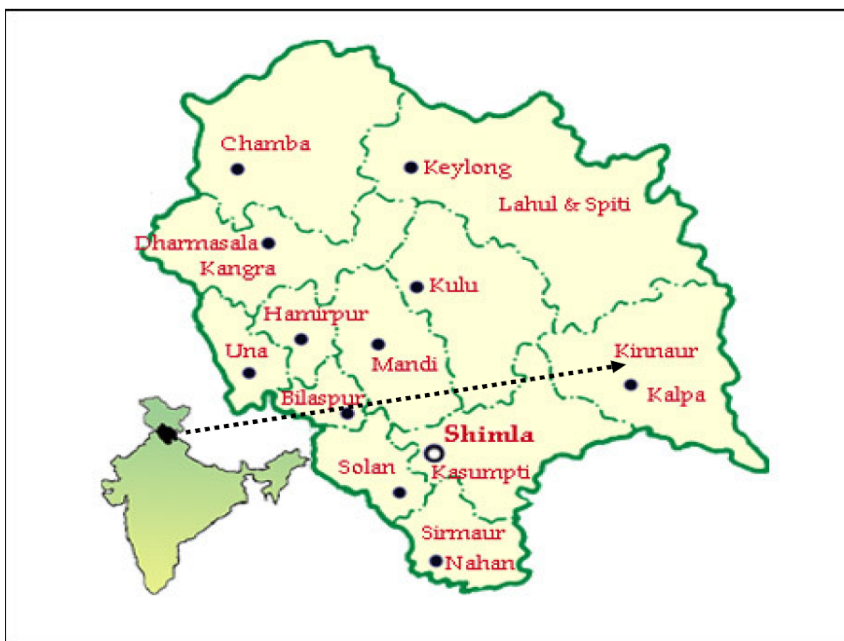 Chamba
Keylong
Lahul & Spiti
Dharmasala
Kangra
Kulu
Hamirpur
Una
Mandi
Kinnaur
Bilaspur
Kalpa
Shimla
Solan
Kasumpti
Sirmaur
Nahan